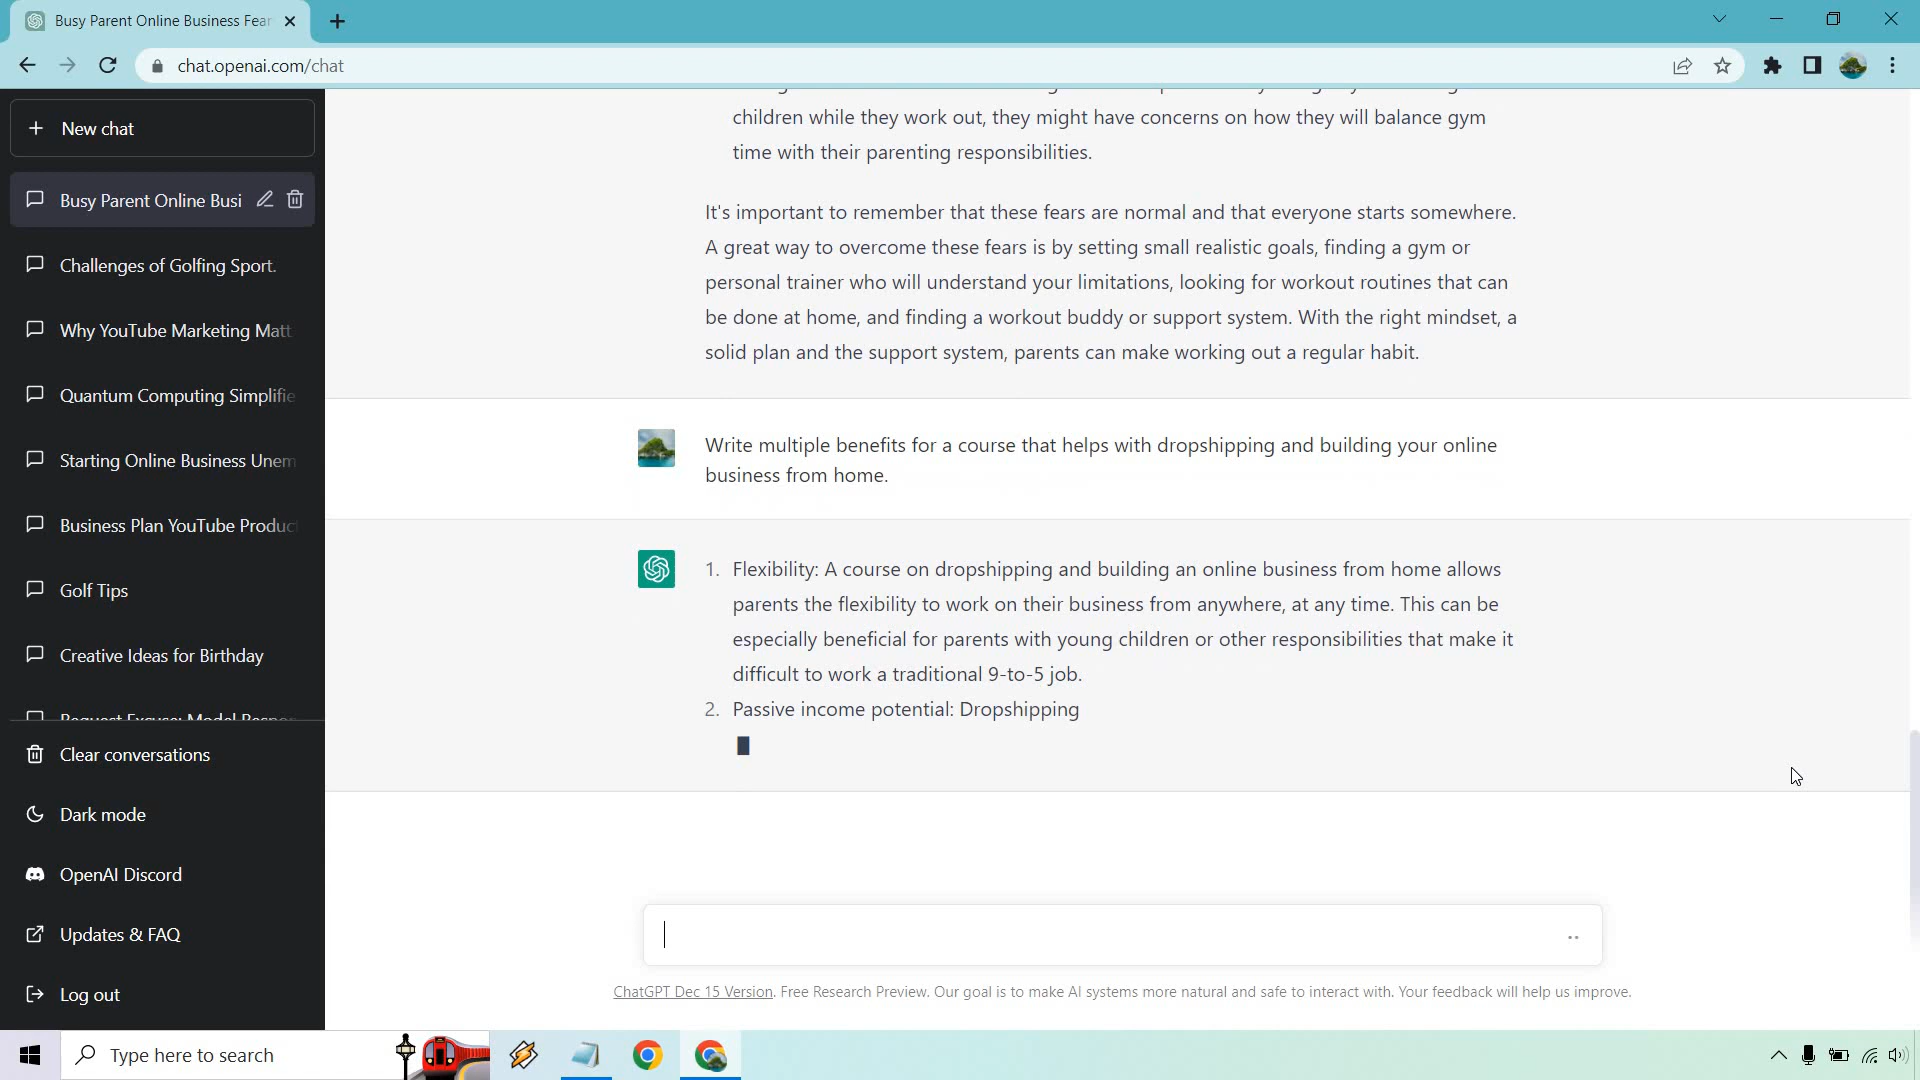 Busy Parent Online Business Fear
chat.openai.com/chat
New chat
Busy Parent Online Busi
Challenges of Golfing Sport.
Why YouTube Marketing Matt
Quantum Computing Simplifie
Starting Online Business Unem
Business Plan YouTube Produc
Golf Tips
Creative Ideas for Birthday
Clear conversations
Dark mode
OpenAI Discord
Updates & FAQ
Log out
children while they work out, they might have concerns on how they will balance gym
time with their parenting responsibilities.
It's important to remember that these fears are normal and that everyone starts somewhere.
A great way to overcome these fears is by setting small realistic goals, finding a gym or
personal trainer who will understand your limitations, looking for workout routines that can
be done at home, and finding a workout buddy or support system. With the right mindset, a
solid plan and the support system, parents can make working out a regular habit.
Write multiple benefits for a course that helps with dropshipping and building your online
business from home.
1. Flexibility: A course on dropshipping and building an online business from home allows
parents the flexibility to work on their business from anywhere, at any time. This can be
especially beneficial for parents with young children or other responsibilities that make it
difficult to work a traditional 9-to-5 job.
2. Passive income potential: Dropshipping
ChatGPT Dec 15 Version. Free Research Preview. Our goal is to make AI systems more natural and safe to interact with. Your feedback will help us improve.
Type here to search